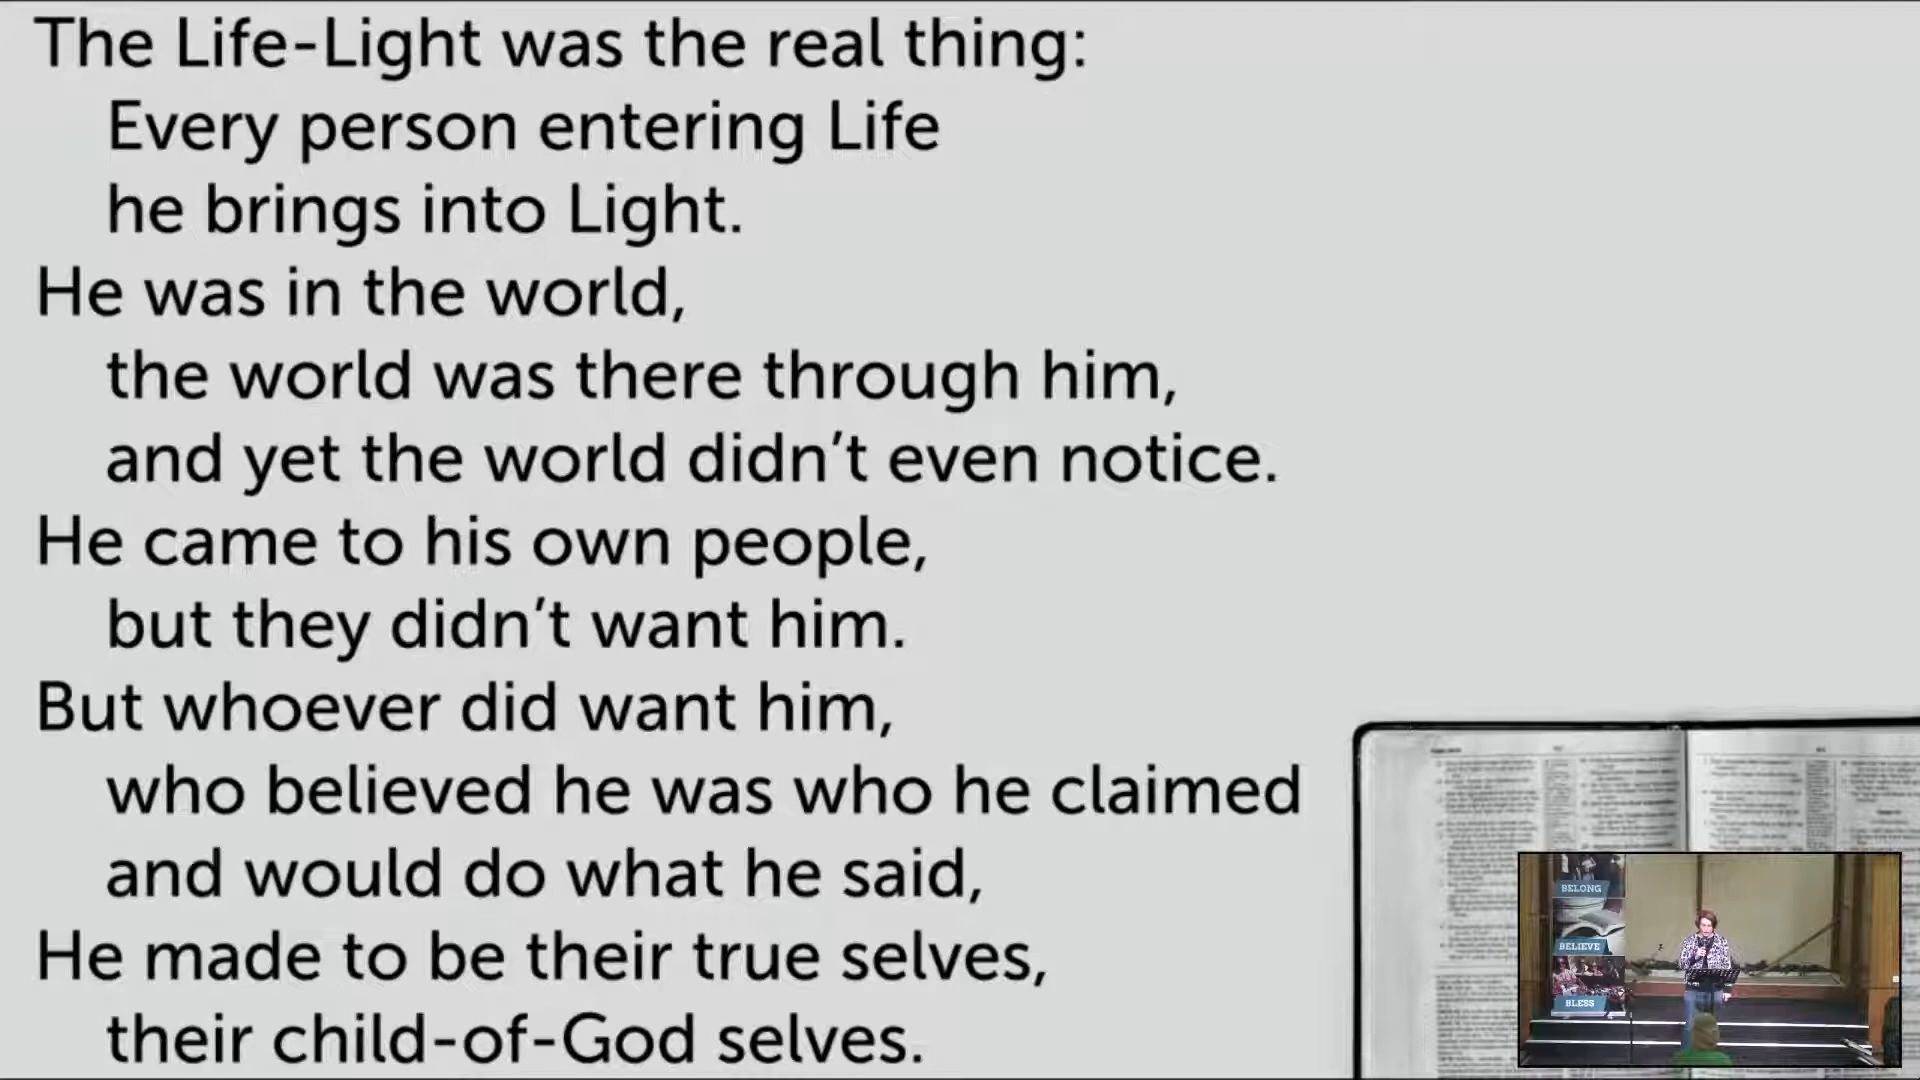 The Life-Light was the real thing:
Every person entering Life
he brings into Light.
He was in the world,
the world was there through him,
and yet the world didn’t even notice.
He came to his own people,
but they didn’t want him.
But whoever did want him,
who believed he was who he claimed
and would do what he said,
He made to be their true selves,
their child-of-God selves.
BELONG
BELIEVE
BLESS